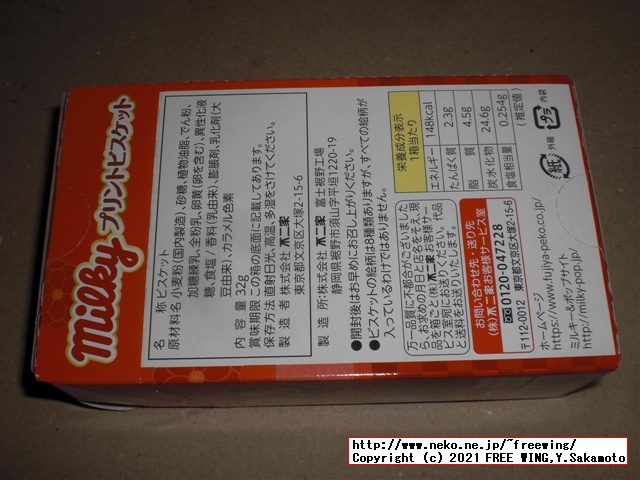 milky プリントビスケット
名 称 ビスケット
原材料名 小麦粉(国内製造)、砂糖、植物油脂、でん粉、
加糖練乳、全粉乳、卵黄(卵を含む)、異性化液
糖、食塩、香料(乳由来)、膨脹剤、乳化剤(大
豆由来)、カラメル色素
内 容 量 32g
賞味期限 この箱の底面に記載してあります。
保存方法 直射日光、高温、多湿をさけてください。
製 造 者 株式会社 不二家
東京都文京区大塚2-15-6
製 造 所:株式会社 不二家 富士裾野工場
静岡県裾野市須山字平垣1220-19
●開封後はお早めにお召し上がりください。
●ビスケットの絵柄は8種類ありますが、すべての絵柄が
入っているわけではありません。
栄養成分表示
1箱当たり
エネルギー 148kcal
たんぱく質 2.3g
脂 質 4.5g
炭水化物 24.6g
食塩相当量 0.254g
(推定値)
万一品質に不都合がございました
ら、お求めの月日と店名をそえ、現
品を箱ごと(株)不二家お客様サー
ビス室宛にお送りください。代品
と送料をお送りいたします。
お問い合わせ先・送り先
(株)不二家お客様サービス室
0120-047228
〒112-0012 東京都文京区大塚2-15-6
ホームページ
https://www.fujiya-peko.co.jp/
ミルキー&ポップサイト
https://milky-pop.jp/
紙
外箱
プラ
内袋
http://www.neko.ne.jp/~freewing/
Copyright (c) 2021 FREE WING,Y.Sakamoto